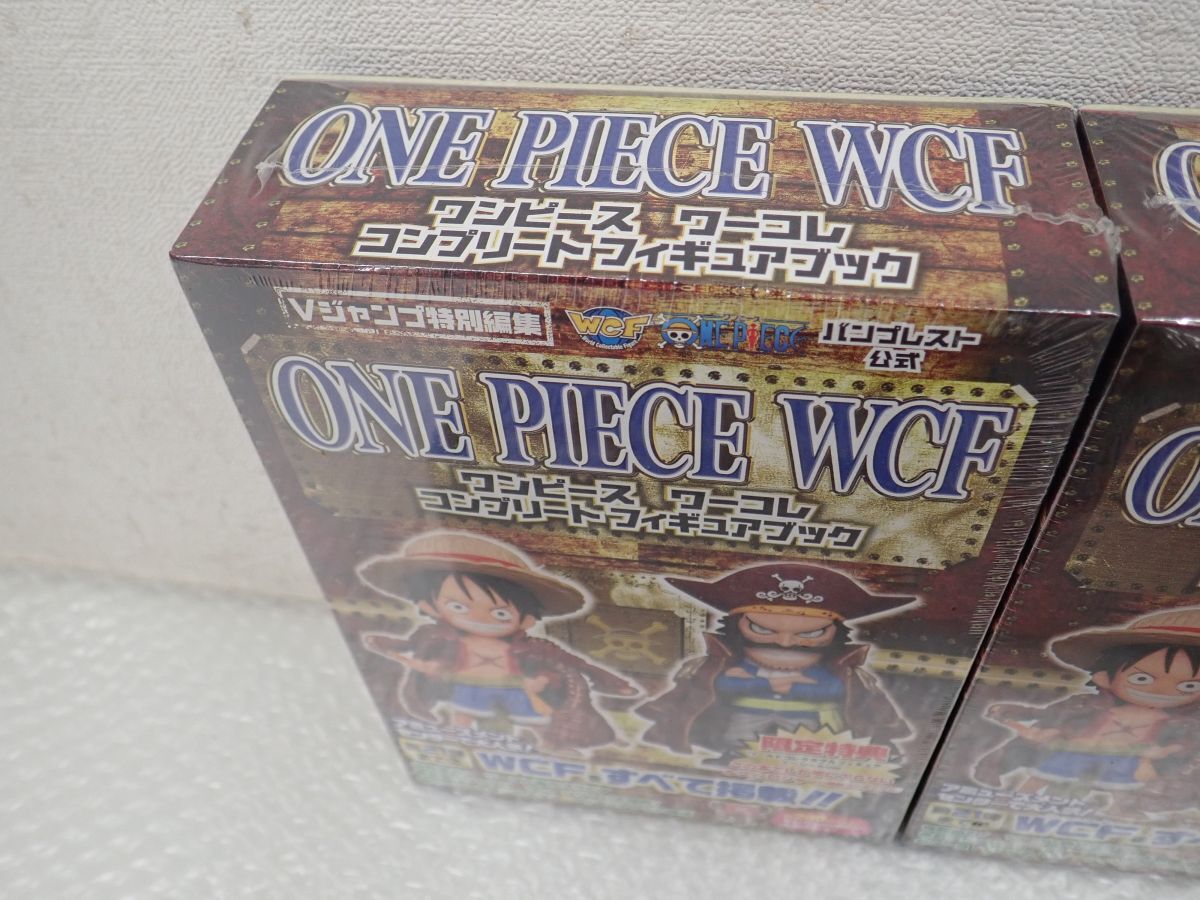 ONE PIECE WCF
ワンピース ワーコレ
コンプリートフィギュアブック
Vジャンプ特別編集
WCF
World Collectable Figure
ONE PIECE
バンプレスト
公式
ONE PIECE WCF
ワンピース ワーコレ
コンプリートフィギュアブック
限定特典
WCF、すべて掲載!!
WCF、す